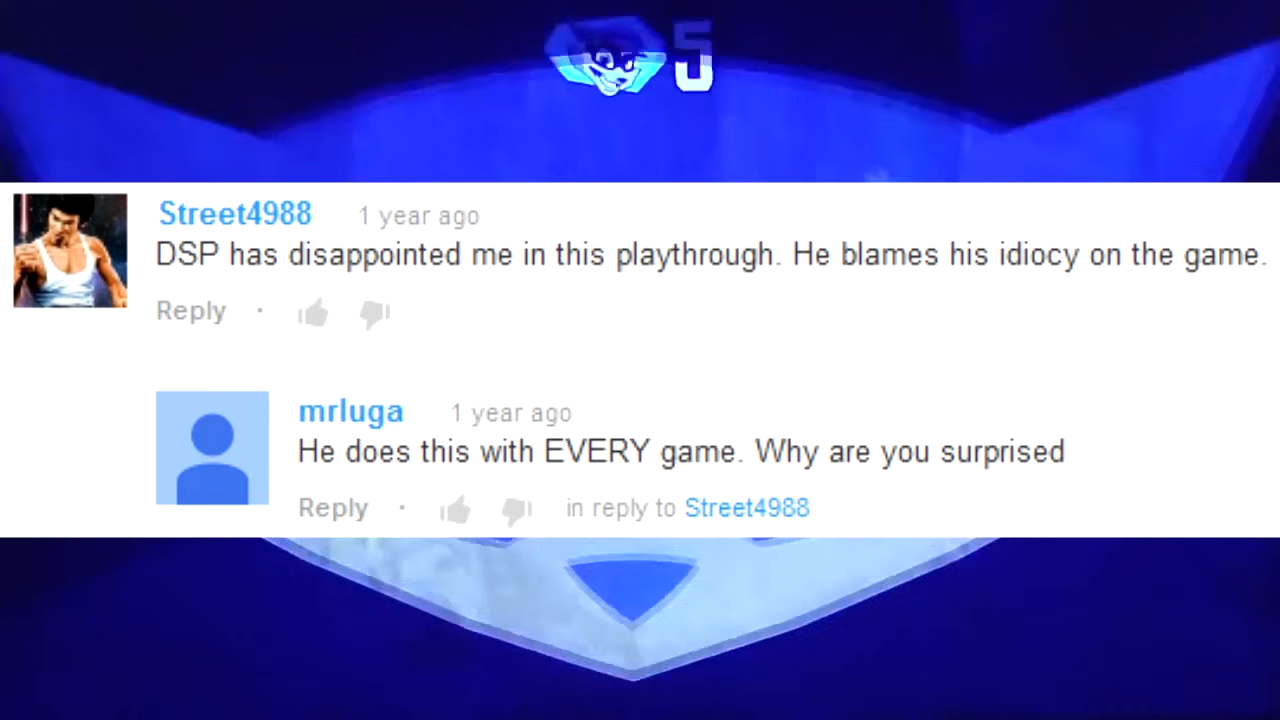 5
Street4988 1 year ago
DSP has disappointed me in this playthrough. He blames his idiocy on the game.
Reply ·
mrluga 1 year ago
He does this with EVERY game. Why are you surprised
Reply · in reply to Street4988